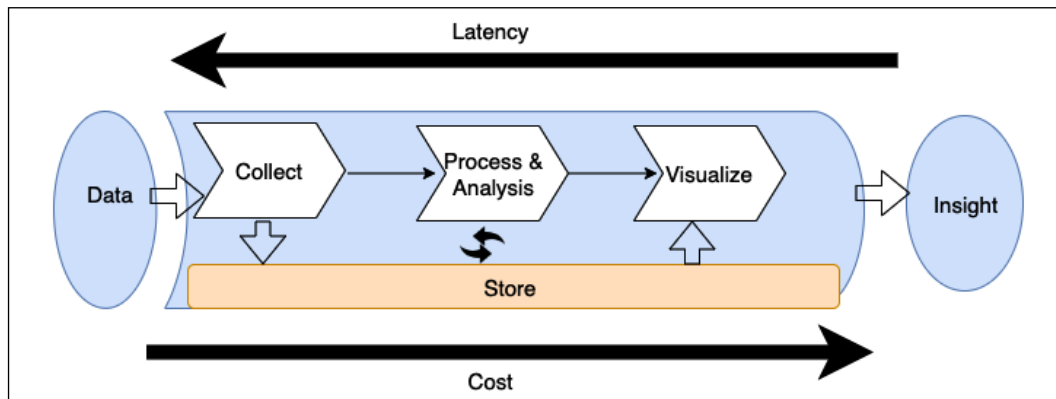 Latency
Data
Collect
Process &
Analysis
Visualize
Insight
Store
Cost